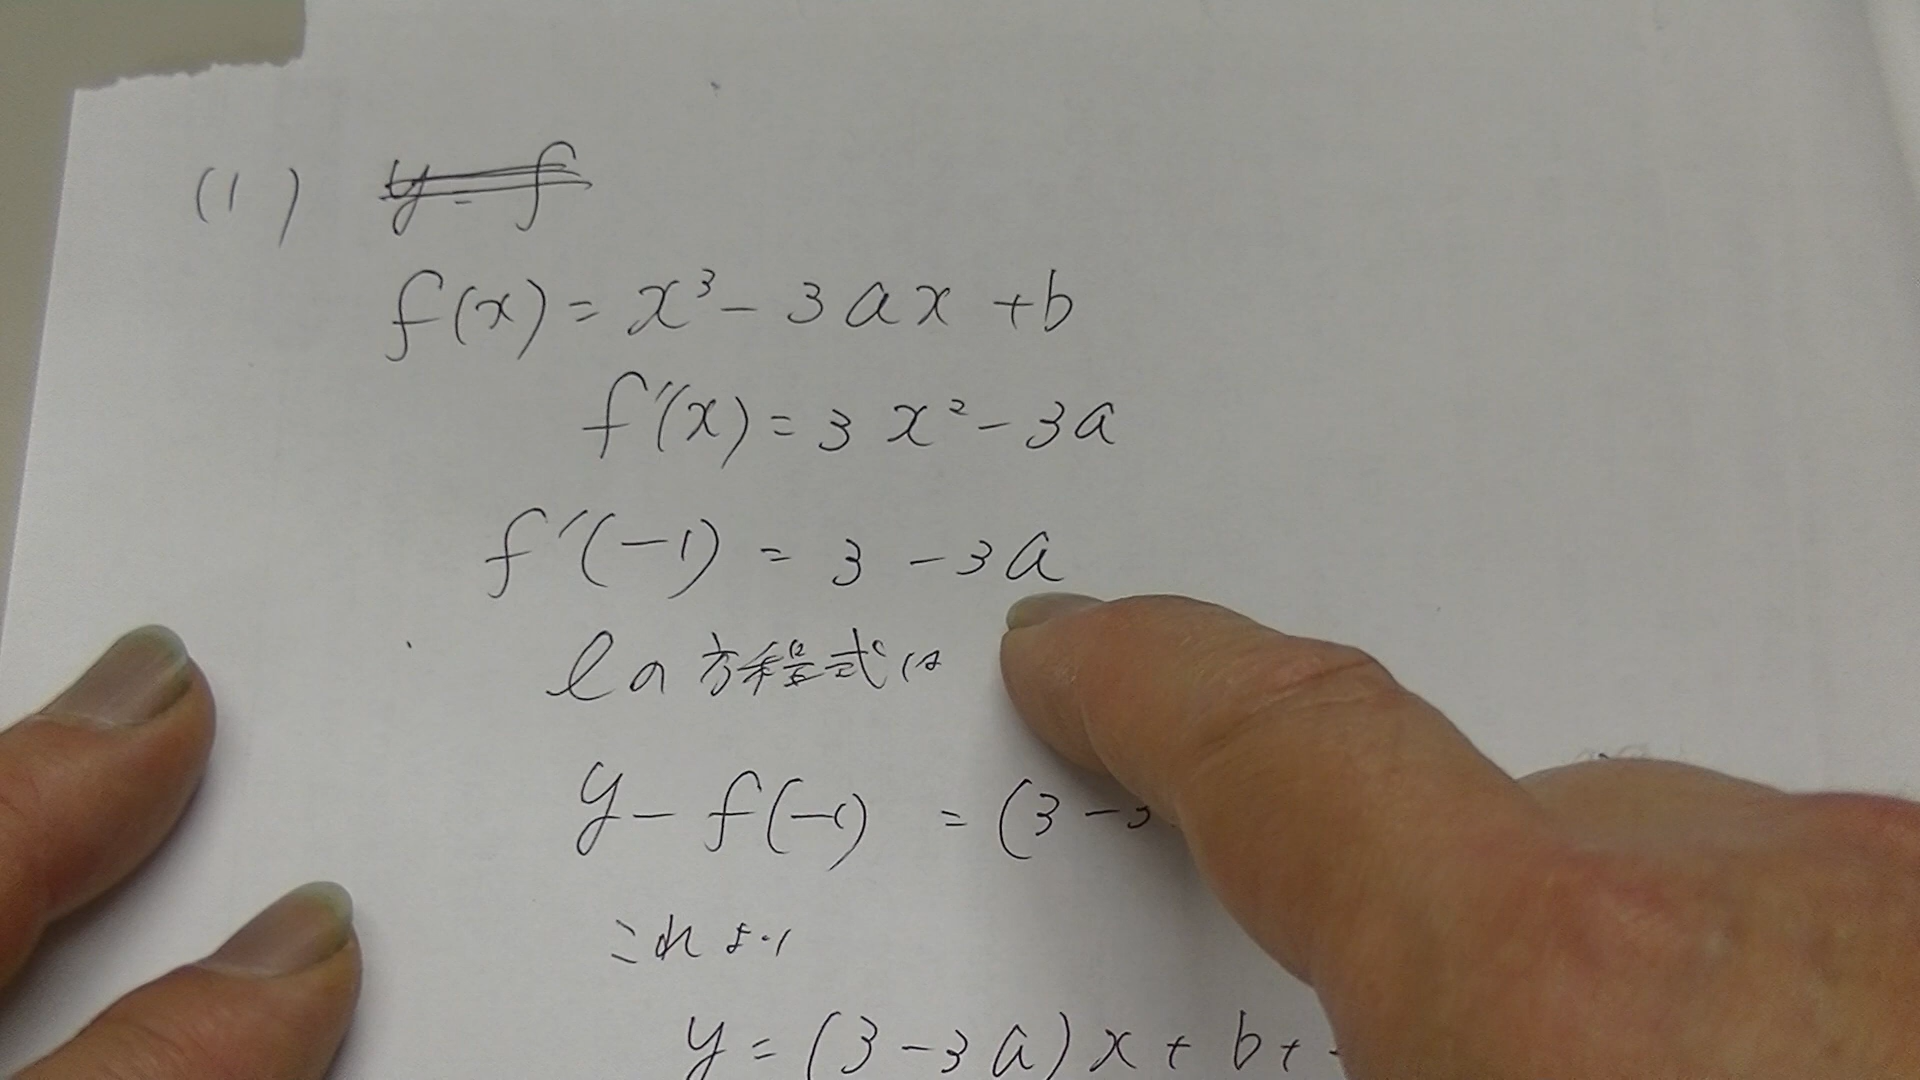 (1) y = f
f(x) = x³ - 3ax + b
f'(x) = 3x² - 3a
f'(-1) = 3 - 3a
lの方程式は
y - f(-1) = (3 - 3
これより
y = (3 - 3a)x + b +